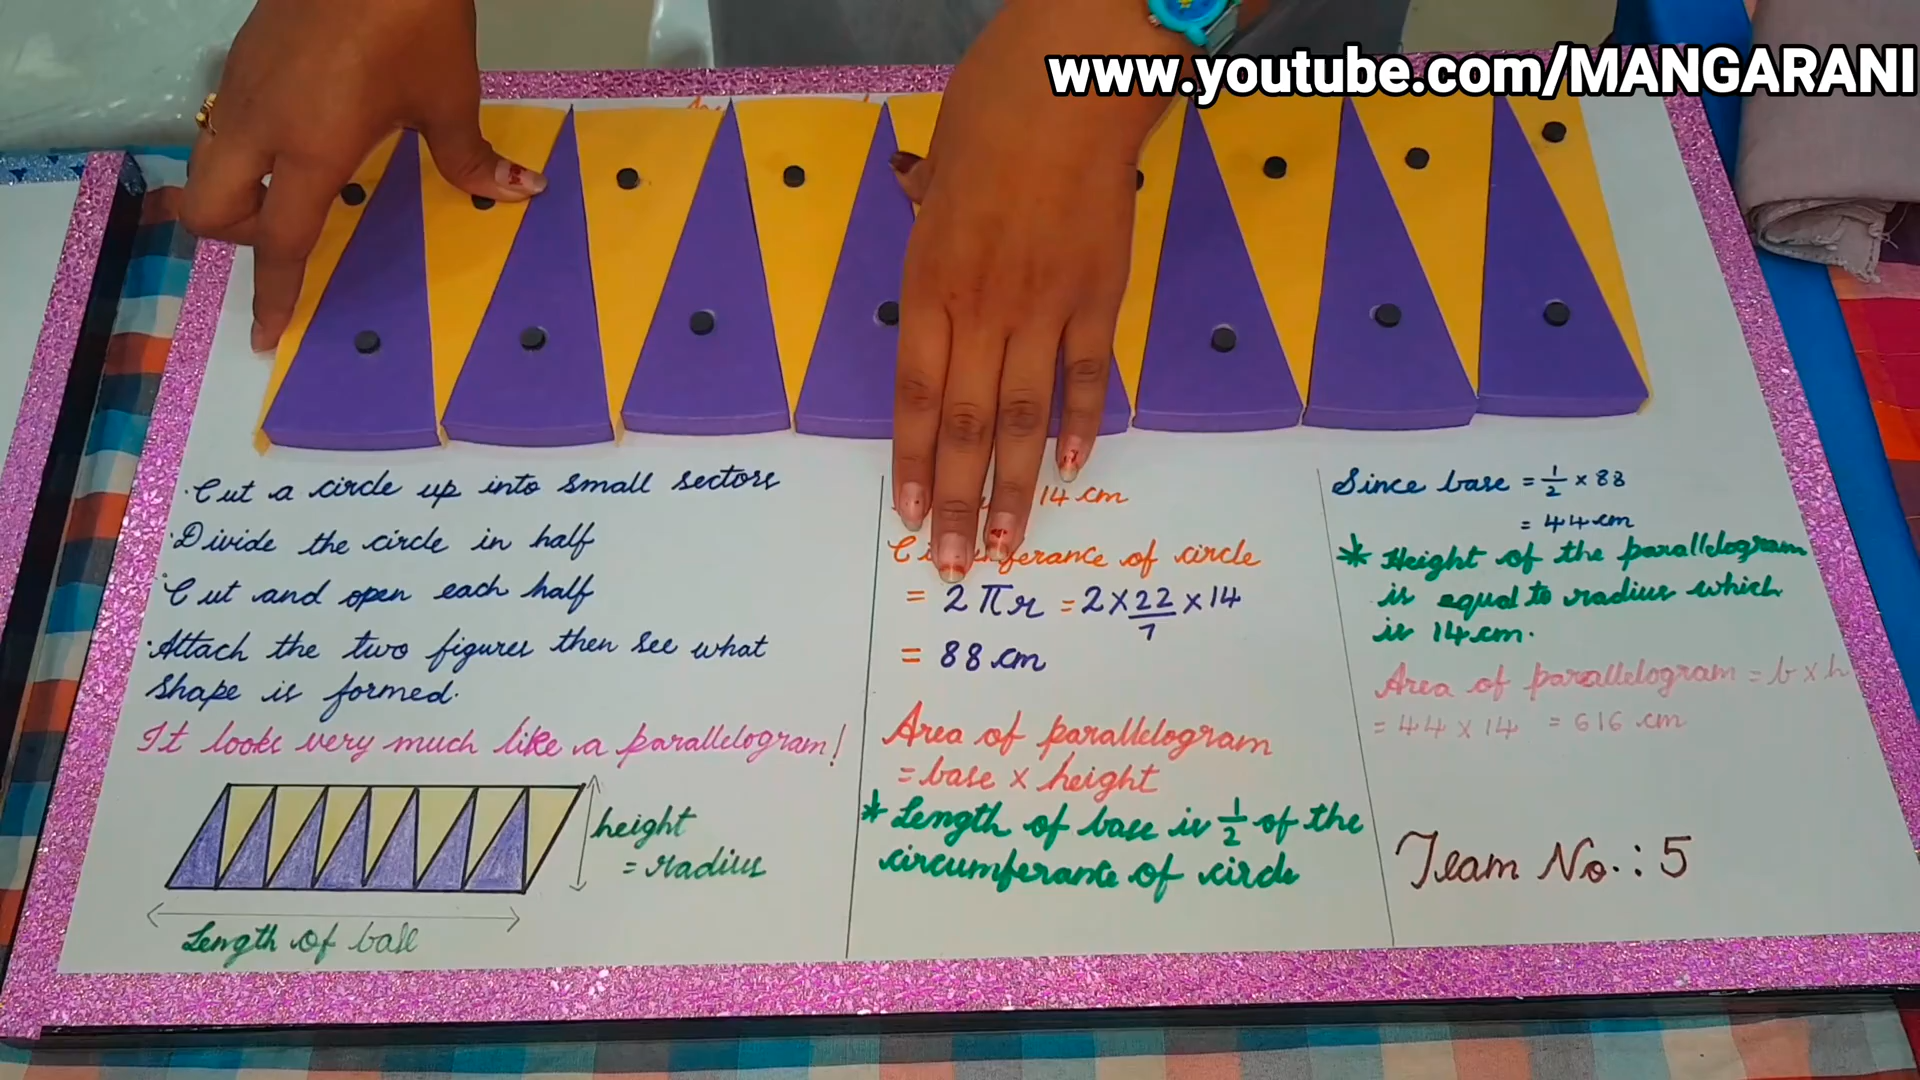 www.youtube.com/MANGARANI
·Cut a circle up into small sectors
·Divide the circle in half
·Cut and open each half
·Attach the two figures then see what
shape is formed.
It looks very much like a parallelogram!
height
= radius
Length of base
14 cm
of circle
= 2πr = 2 × 22/7 × 14
= 88 cm
Area of parallelogram
= base × height
* Length of base is 1/2 of the
circumferance of circle
Since base = 1/2 × 88
= 44 cm
* Height of the parallelogram
is equal to radius which
is 14 cm.
Area of parallelogram = b × h
= 44 × 14 = 616 cm
Team No.: 5